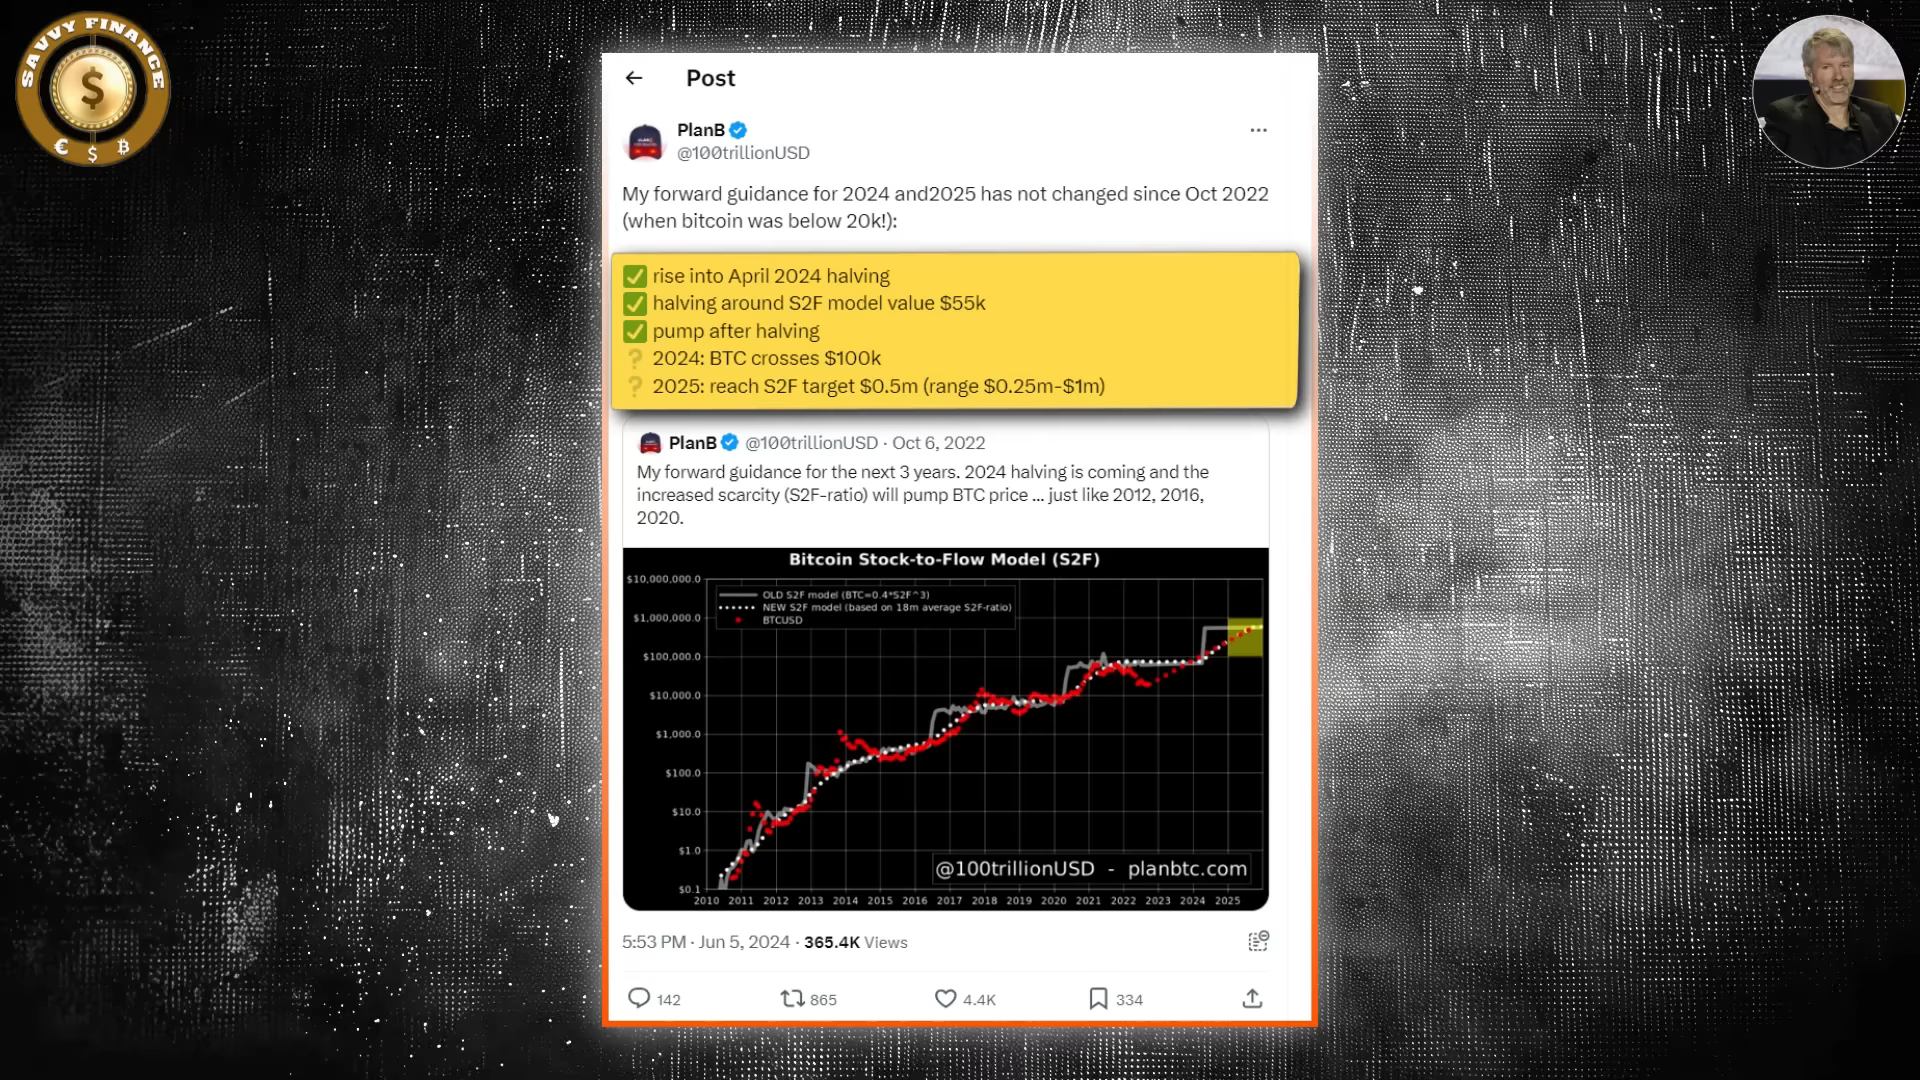 SAVVY FINANCE
$
€ $ ₿
Post
PlanB
@100trillionUSD
My forward guidance for 2024 and2025 has not changed since Oct 2022
(when bitcoin was below 20k!):
✅ rise into April 2024 halving
✅ halving around S2F model value $55k
✅ pump after halving
❔ 2024: BTC crosses $100k
❔ 2025: reach S2F target $0.5m (range $0.25m-$1m)
PlanB @100trillionUSD · Oct 6, 2022
My forward guidance for the next 3 years. 2024 halving is coming and the
increased scarcity (S2F-ratio) will pump BTC price ... just like 2012, 2016,
2020.
Bitcoin Stock-to-Flow Model (S2F)
OLD S2F model (BTC=0.4*S2F^3)
NEW S2F model (based on 18m average S2F-ratio)
BTCUSD
$10,000,000.0
$1,000,000.0
$100,000.0
$10,000.0
$1,000.0
$100.0
$10.0
$1.0
$0.1
2010 2011 2012 2013 2014 2015 2016 2017 2018 2019 2020 2021 2022 2023 2024 2025
@100trillionUSD - planbtc.com
5:53 PM · Jun 5, 2024 · 365.4K Views
142 865 4.4K 334